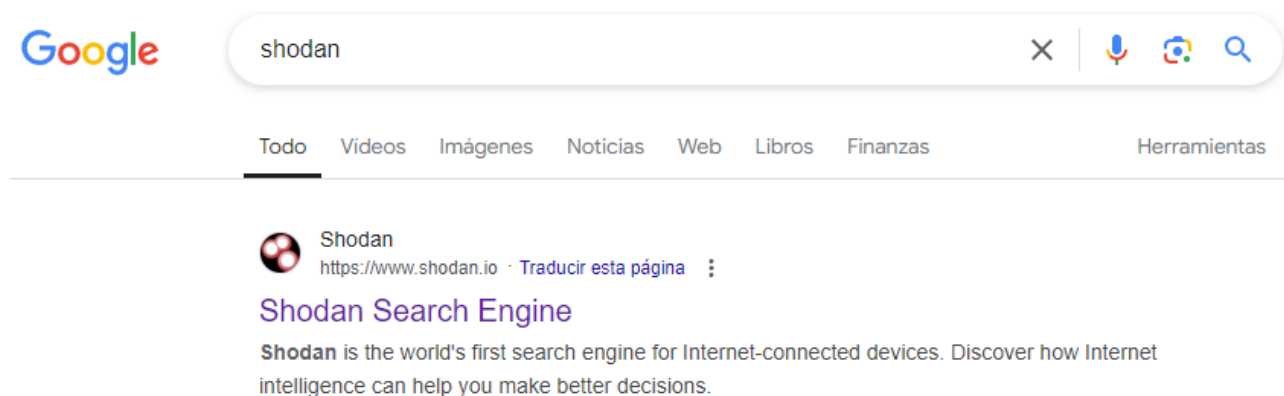 Google
shodan
Todo Videos Imágenes Noticias Web Libros Finanzas Herramientas
Shodan
https://www.shodan.io · Traducir esta página
Shodan Search Engine
Shodan is the world's first search engine for Internet-connected devices. Discover how Internet
intelligence can help you make better decisions.